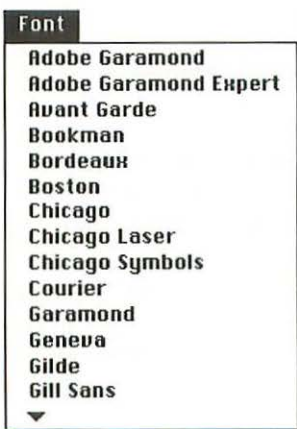 Font
Adobe Garamond
Adobe Garamond Expert
Avant Garde
Bookman
Bordeaux
Boston
Chicago
Chicago Laser
Chicago Symbols
Courier
Garamond
Geneva
Gilde
Gill Sans